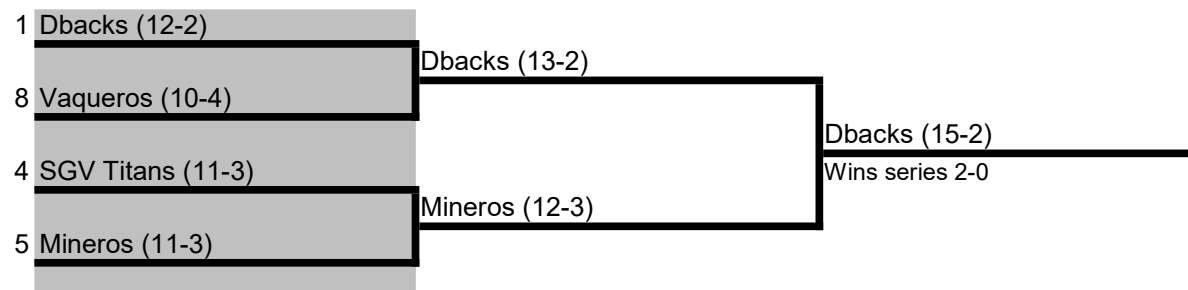 1 Dbacks (12-2)
Dbacks (13-2)
8 Vaqueros (10-4)
Dbacks (15-2)
Wins series 2-0
4 SGV Titans (11-3)
Mineros (12-3)
5 Mineros (11-3)